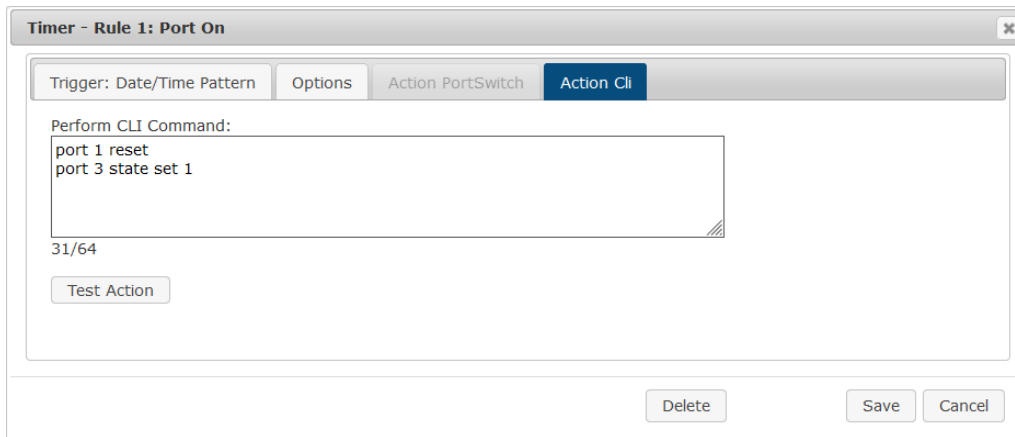 Timer - Rule 1: Port On
Trigger: Date/Time Pattern Options Action PortSwitch Action Cli
Perform CLI Command:
port 1 reset
port 3 state set 1
31/64
Test Action
Delete Save Cancel